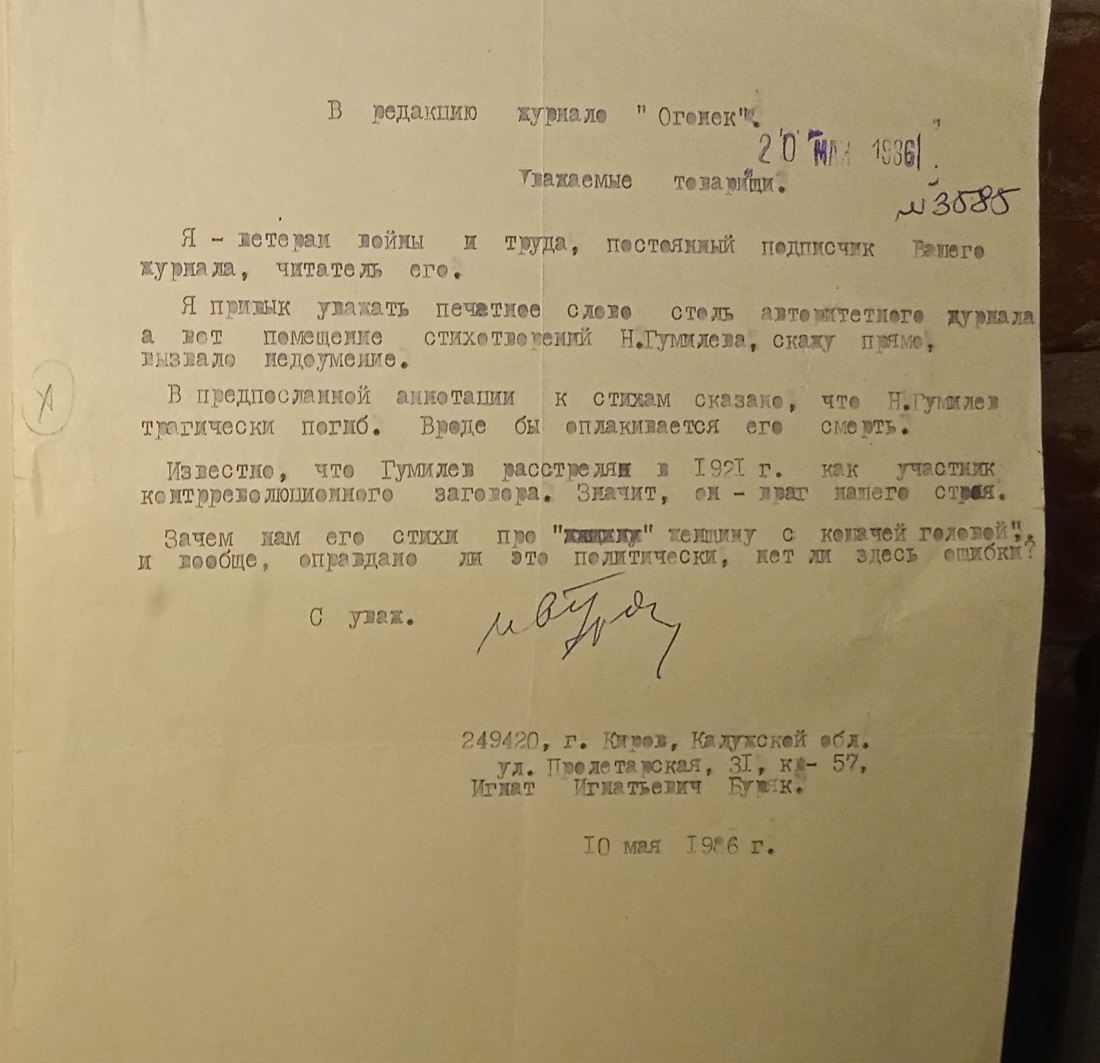 В редакцию журнало "Огонек".
20 МАЯ 1986
Уважаемые товарищи.
№3585
Я - ветеран войны и труда, постоянный подписчик Вашего
журнала, читатель его.
Я привык уважать печатное слово столь авторитетного журнала
а вот помещение стихотворений Н.Гумилева, скажу прямо,
вызвало недоумение.
В предпосланной аннотации к стихам сказано, что Н.Гумилев
трагически погиб. Вроде бы оплакивается его смерть.
Известно, что Гумилев расстрелян в 1921 г. как участник
контрреволюционного заговора. Значит, он - враг нашего строя.
Зачем нам его стихи про " " женщину с кошачей головой",
и вообще, оправдано ли это политически, нет ли здесь ошибки?
С уваж.
249420, г. Киров, Калужской обл.
ул. Пролетарская, 31, кв- 57,
Игнат Игнатьевич Буряк.
10 мая 1986 г.